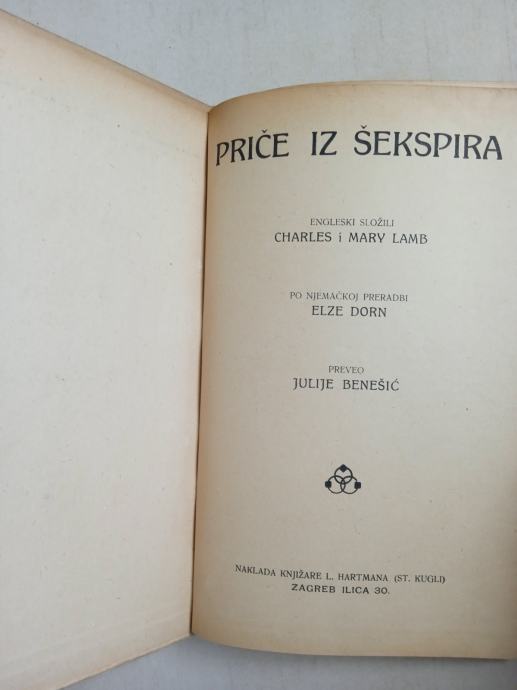 PRIČE IZ ŠEKSPIRA
ENGLESKI SLOŽILI
CHARLES i MARY LAMB
PO NJEMAČKOJ PRERADBI
ELZE DORN
PREVEO
JULIJE BENEŠIĆ
NAKLADA KNJIŽARE L. HARTMANA (ST. KUGLI)
ZAGREB ILICA 30.